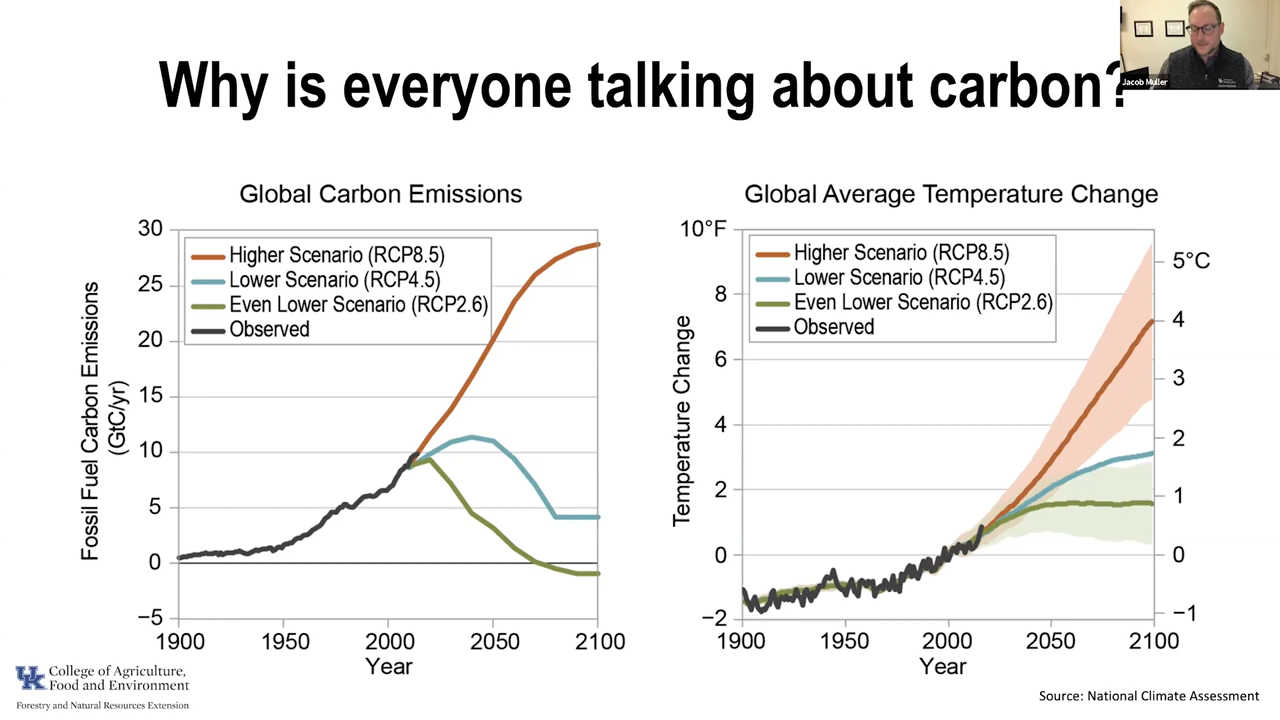 Why is everyone talking about carbon?
Jacob Muller
Global Carbon Emissions
30
25
20
15
10
5
0
−5
Fossil Fuel Carbon Emissions
(GtC/yr)
Higher Scenario (RCP8.5)
Lower Scenario (RCP4.5)
Even Lower Scenario (RCP2.6)
Observed
1900
1950
2000
2050
2100
Year
Global Average Temperature Change
10°F
8
6
4
2
0
−2
Temperature Change
Higher Scenario (RCP8.5)
Lower Scenario (RCP4.5)
Even Lower Scenario (RCP2.6)
Observed
5°C
4
3
2
1
0
−1
1900
1950
2000
2050
2100
Year
UK
College of Agriculture,
Food and Environment
Forestry and Natural Resources Extension
Source: National Climate Assessment